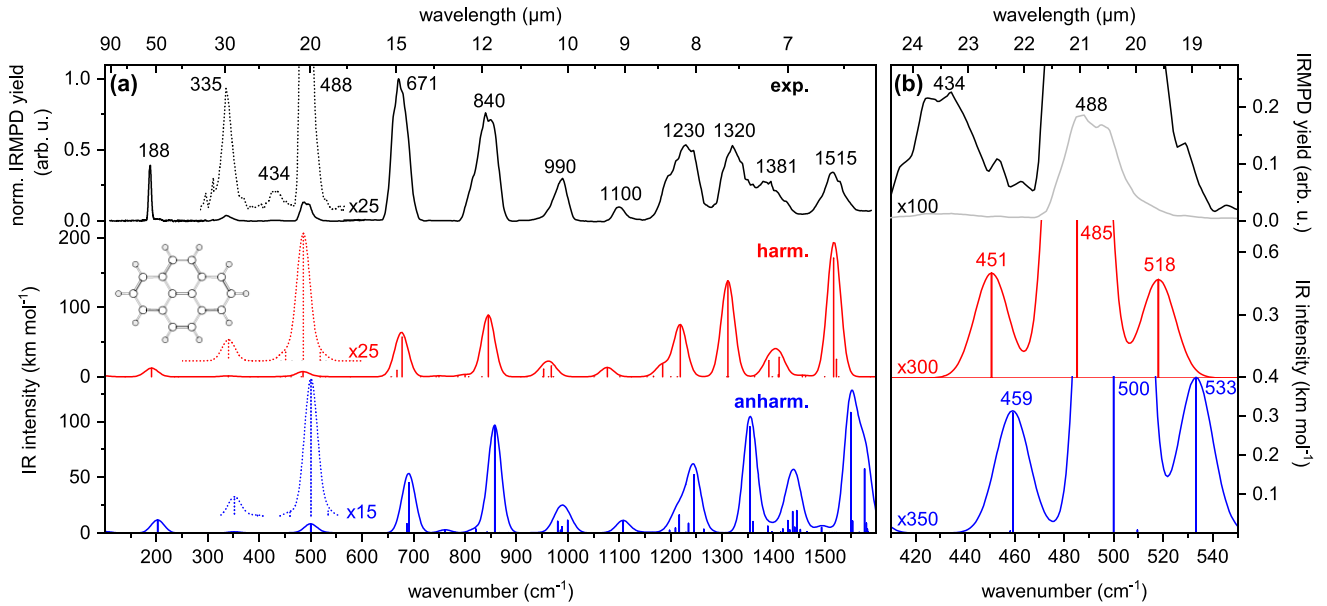 wavelength (µm)
wavelength (µm)
90 50 30 20 15 12 10 9 8 7
24 23 22 21 20 19
norm. IRMPD yield
(arb. u.)
1.0
0.5
0.0
(a)
exp.
188
335
434
488
671
840
990
1100
1230
1320
1381
1515
x25
IR intensity (km mol⁻¹)
200
100
0
harm.
x25
100
50
0
anharm.
x15
200 300 400 500 600 700 800 900 1000 1100 1200 1300 1400 1500
wavenumber (cm⁻¹)
(b)
434
488
x100
0.2
0.1
0.0
IRMPD yield (arb. u.)
451
485
518
x300
0.6
0.3
0.4
IR intensity (km mol⁻¹)
459
500
533
x350
0.3
0.2
0.1
440 460 480 500 520 540
wavenumber (cm⁻¹)